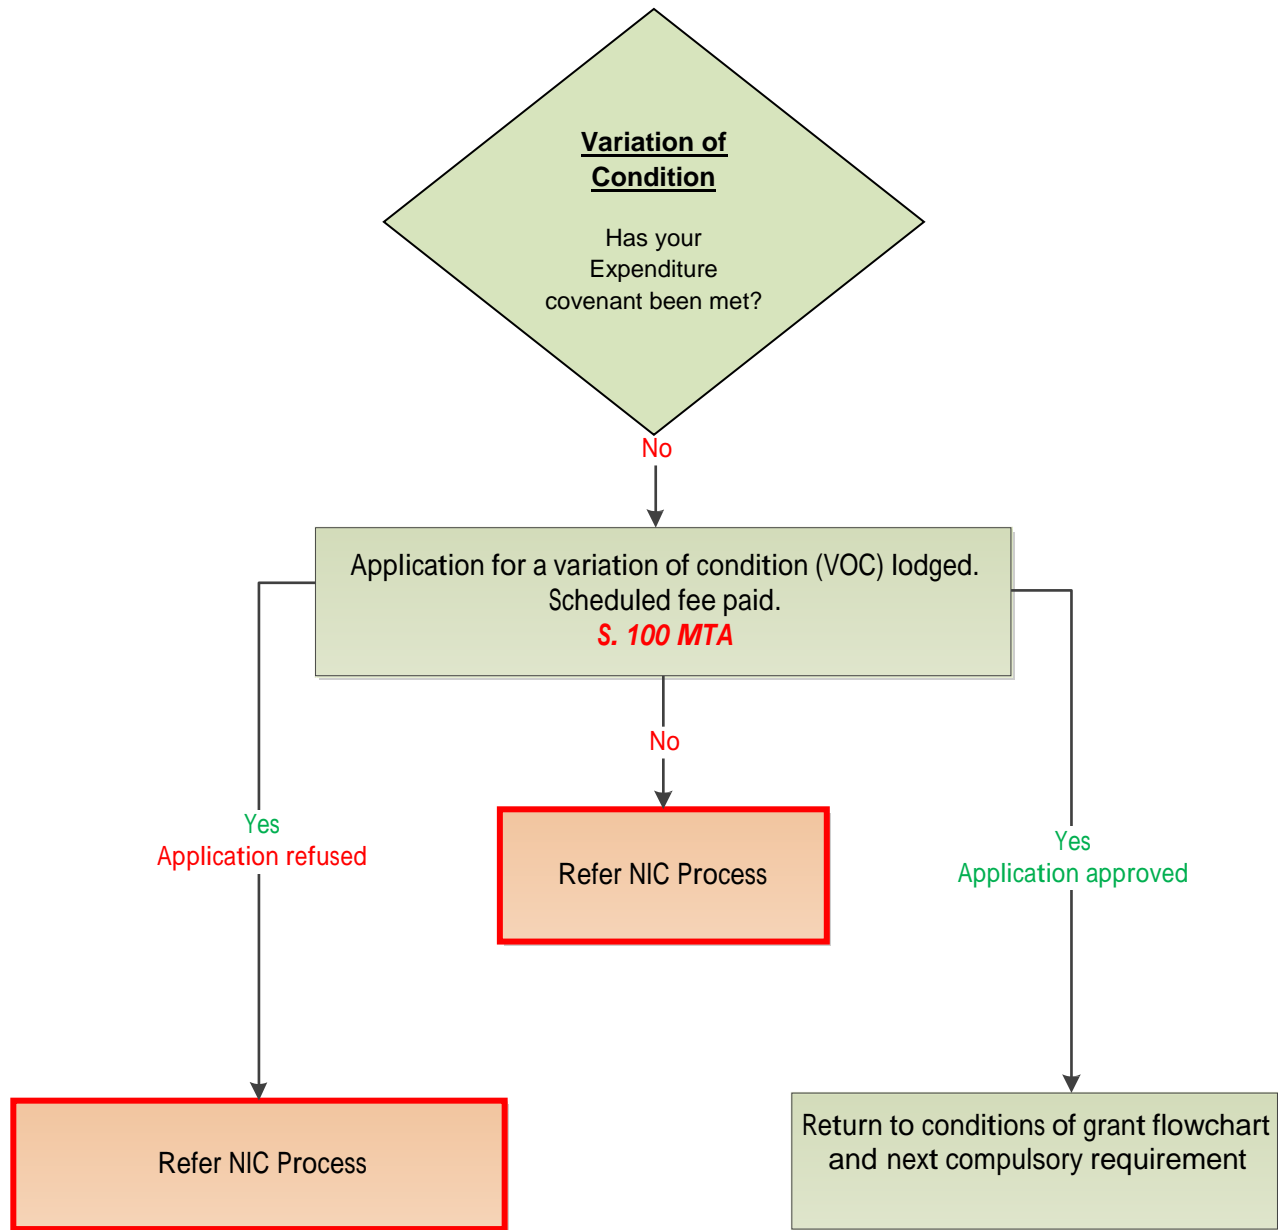 Variation of
Condition
Has your
Expenditure
covenant been met?
No
Application for a variation of condition (VOC) lodged.
Scheduled fee paid.
S. 100 MTA
No
Yes
Application refused
Refer NIC Process
Yes
Application approved
Refer NIC Process
Return to conditions of grant flowchart
and next compulsory requirement